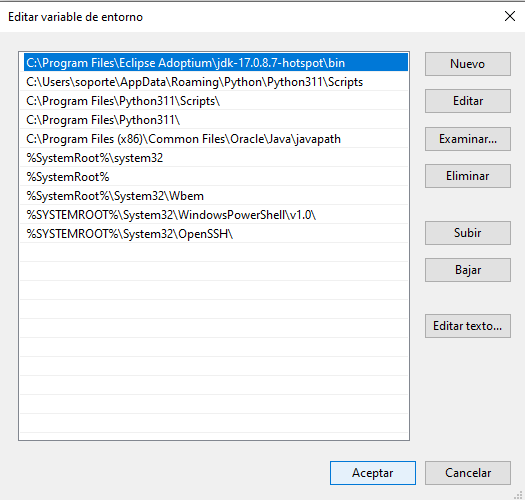 Editar variable de entorno
C:\Program Files\Eclipse Adoptium\jdk-17.0.8.7-hotspot\bin
C:\Users\soporte\AppData\Roaming\Python\Python311\Scripts
C:\Program Files\Python311\Scripts\
C:\Program Files\Python311\
C:\Program Files (x86)\Common Files\Oracle\Java\javapath
%SystemRoot%\system32
%SystemRoot%
%SystemRoot%\System32\Wbem
%SYSTEMROOT%\System32\WindowsPowerShell\v1.0\
%SYSTEMROOT%\System32\OpenSSH\
Nuevo
Editar
Examinar...
Eliminar
Subir
Bajar
Editar texto...
Aceptar
Cancelar